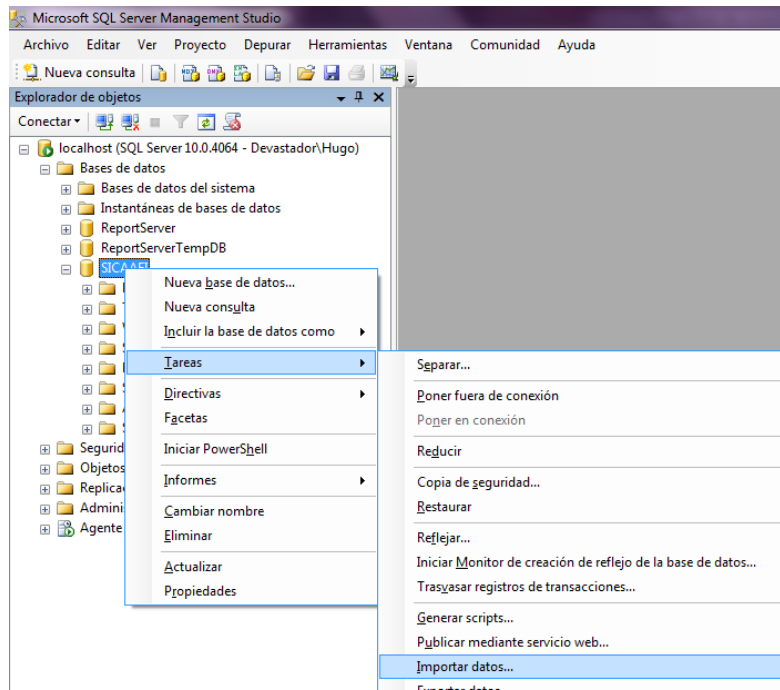 Microsoft SQL Server Management Studio
Archivo Editar Ver Proyecto Depurar Herramientas Ventana Comunidad Ayuda
Nueva consulta
Explorador de objetos
Conectar
localhost (SQL Server 10.0.4064 - Devastador\Hugo)
Bases de datos
Bases de datos del sistema
Instantáneas de bases de datos
ReportServer
ReportServerTempDB
Segurid
Objetos
Replica
Admini
Agente
Nueva base de datos...
Nueva consulta
Incluir la base de datos como
Tareas
Directivas
Facetas
Iniciar PowerShell
Informes
Cambiar nombre
Eliminar
Actualizar
Propiedades
Separar...
Poner fuera de conexión
Poner en conexión
Reducir
Copia de seguridad...
Restaurar
Reflejar...
Iniciar Monitor de creación de reflejo de la base de datos...
Trasvasar registros de transacciones...
Generar scripts...
Publicar mediante servicio web...
Importar datos...